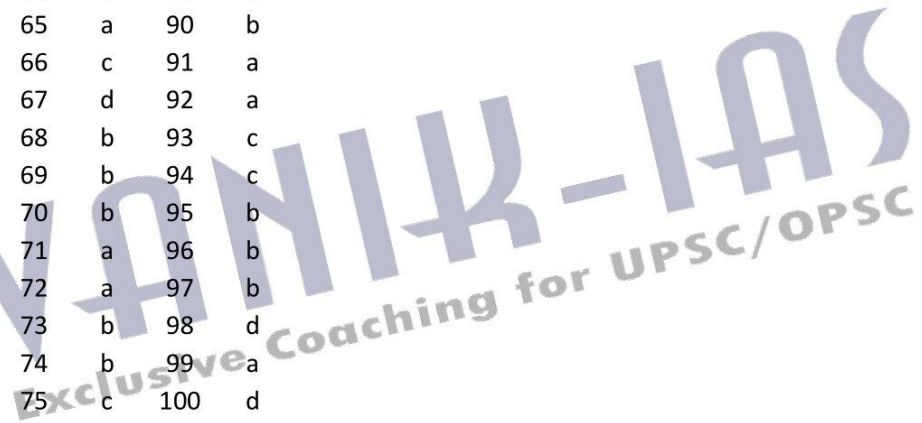 65 a 90 b
66 c 91 a
67 d 92 a
68 b 93 c
69 b 94 c
70 b 95 b
71 a 96 b
72 a 97 b
73 b 98 d
74 b 99 a
75 c 100 d
VANIK-IAS
Exclusive Coaching for UPSC/OPSC